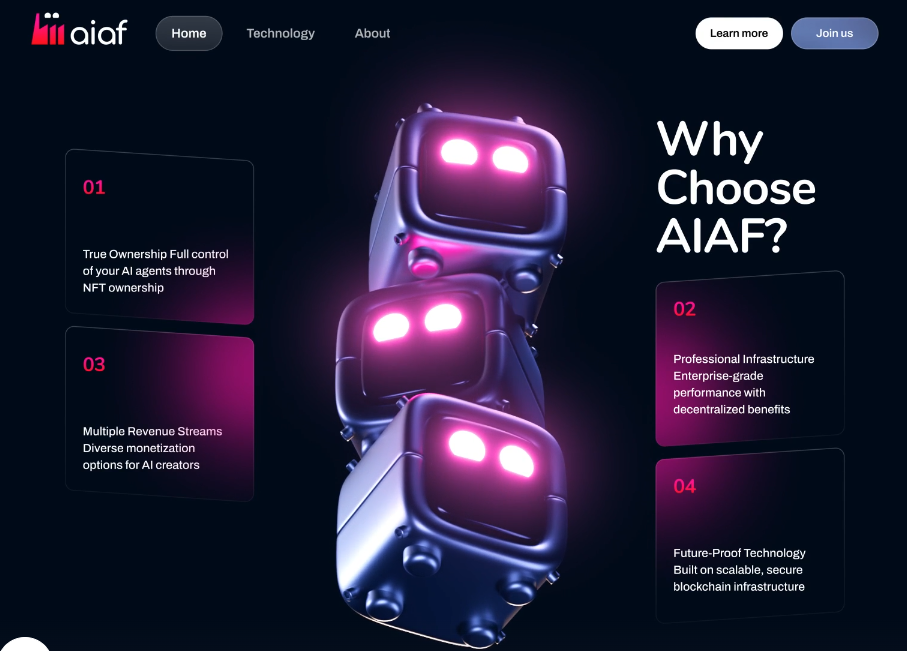 aiaf
Home
Technology
About
Learn more
Join us
Why
Choose
AIAF?
01
True Ownership Full control
of your AI agents through
NFT ownership
02
Professional Infrastructure
Enterprise-grade
performance with
decentralized benefits
03
Multiple Revenue Streams
Diverse monetization
options for AI creators
04
Future-Proof Technology
Built on scalable, secure
blockchain infrastructure